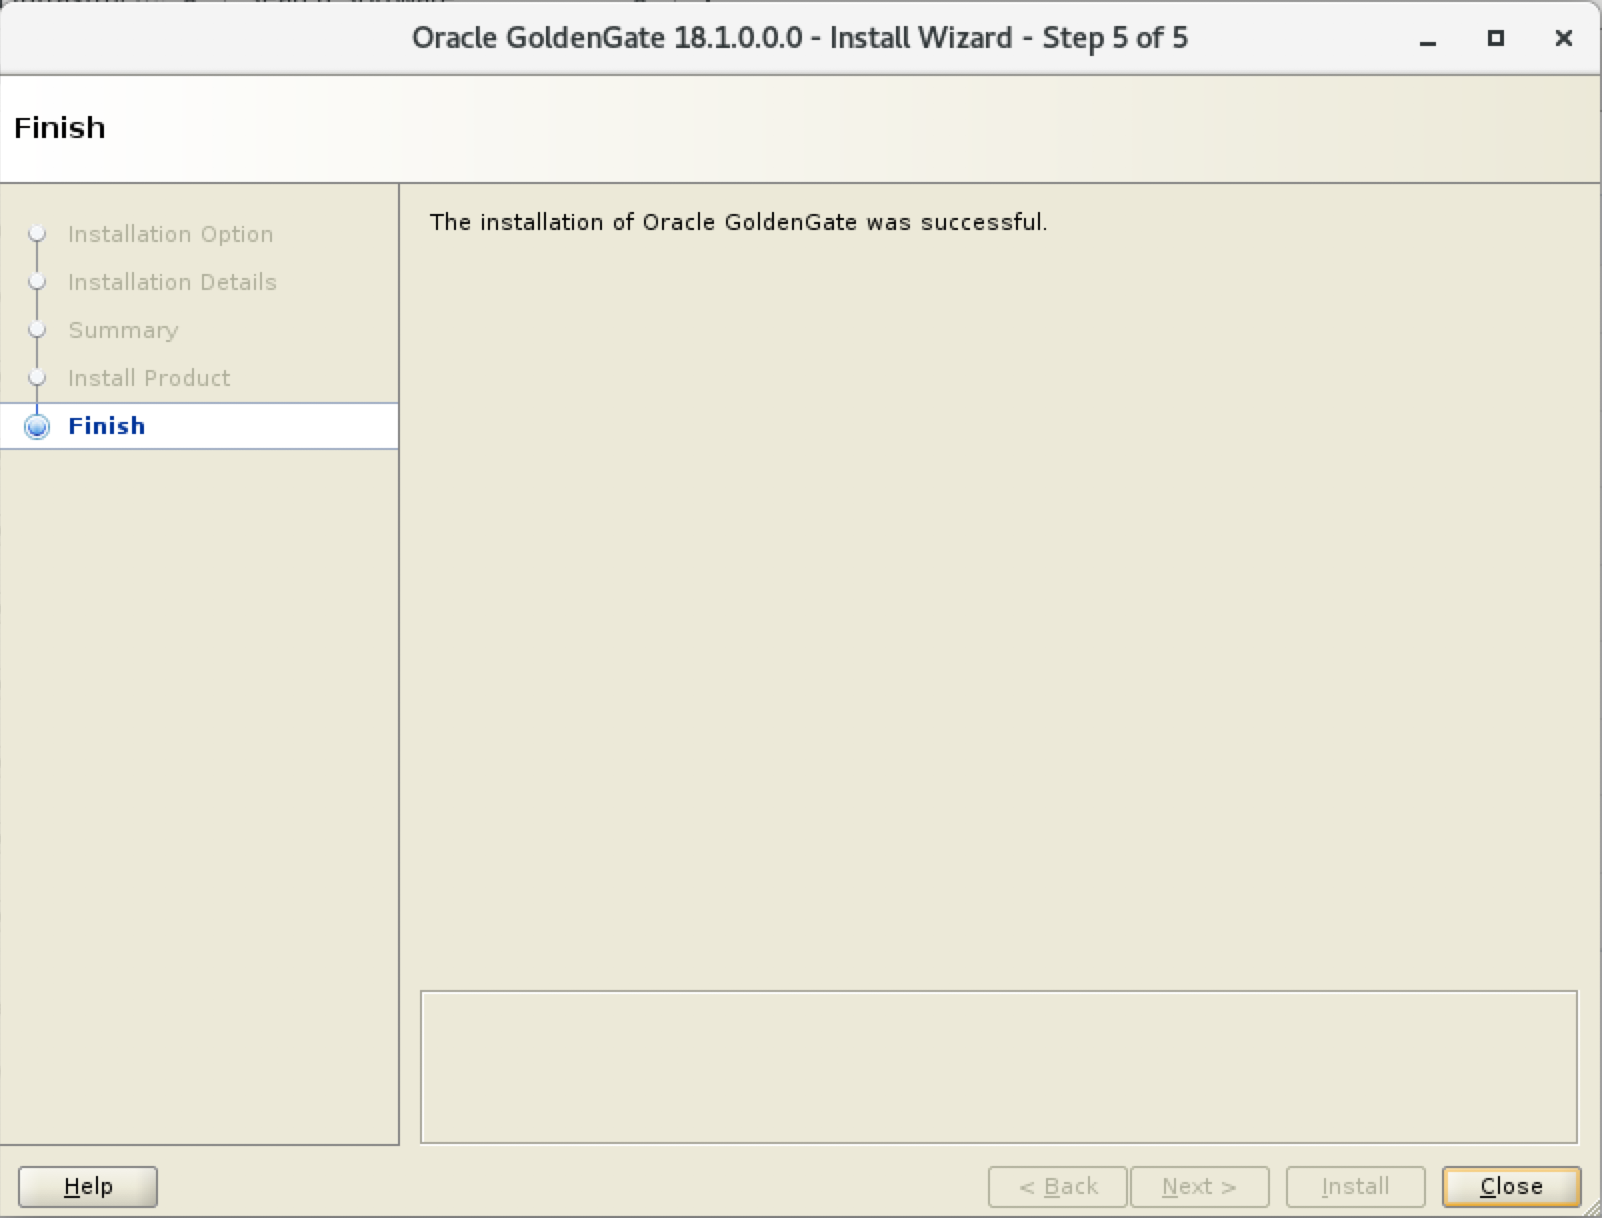 Oracle GoldenGate 18.1.0.0.0 - Install Wizard - Step 5 of 5
Finish
Installation Option
Installation Details
Summary
Install Product
Finish
The installation of Oracle GoldenGate was successful.
Help
< Back
Next >
Install
Close